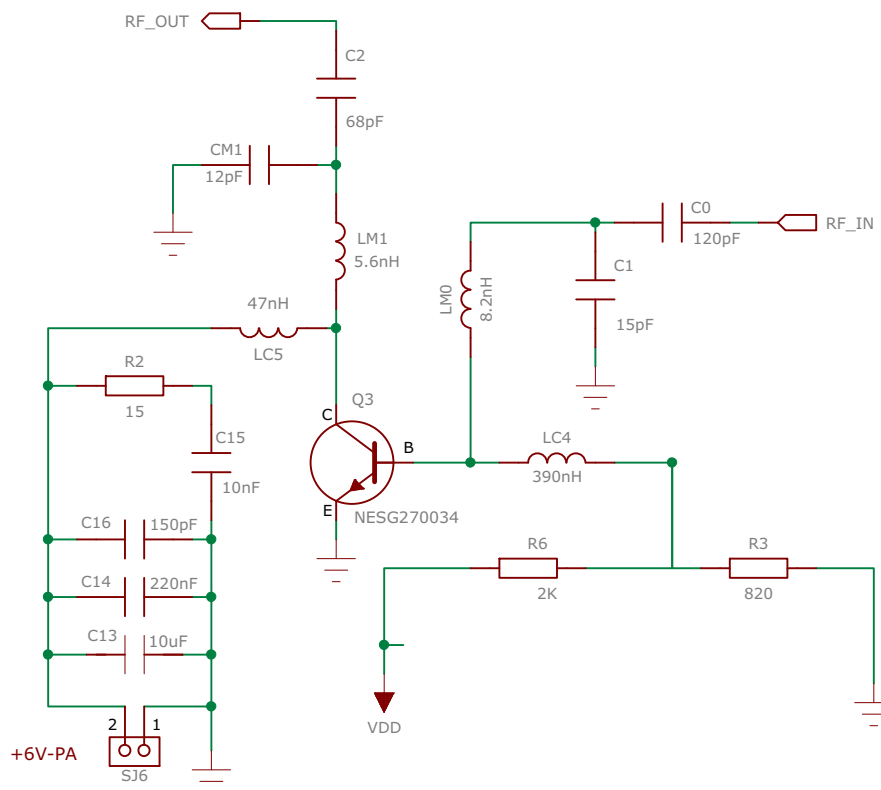 RF_OUT
C2
68pF
CM1
12pF
LM1
5.6nH
C0
120pF
RF_IN
C1
15pF
LM0
8.2nH
47nH
LC5
R2
15
Q3
C
B
E
NESG270034
C15
10nF
LC4
390nH
C16
150pF
C14
220nF
C13
10uF
R6
2K
R3
820
VDD
2
1
+6V-PA
SJ6